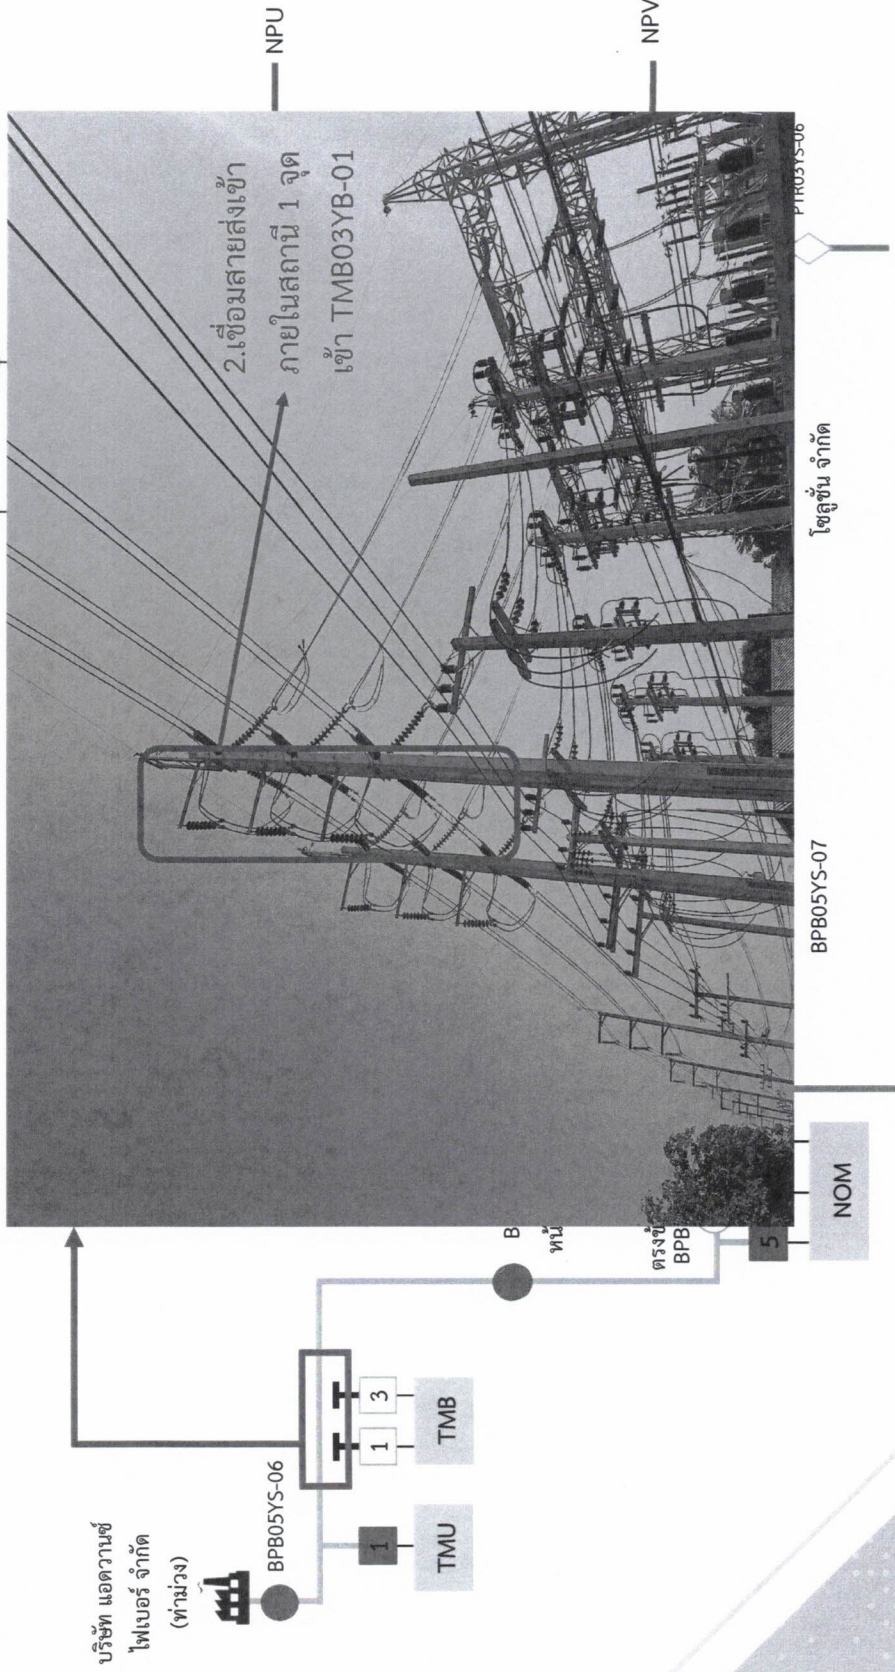 บริษัท แอดวานซ์
ไฟเบอร์ จำกัด
(ท่าม่วง)
BPB05YS-06
1
TMU
1
3
TMB
2.เชื่อมสายส่งเข้า
ภายในสถานี 1 จุด
เข้า TMB03YB-01
NPU
NPV
B
หน้
ตรงข้
BPB
5
NOM
BPB05YS-07
โซลูชั่น จำกัด
PTR03YS-06